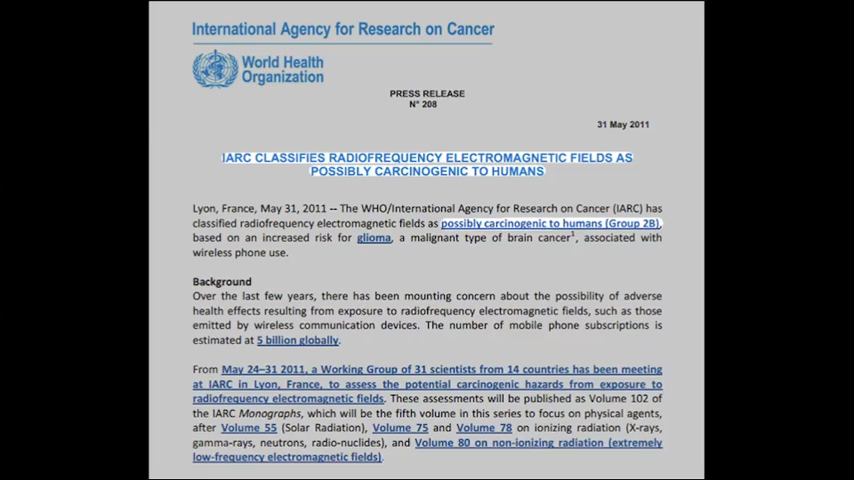 International Agency for Research on Cancer
World Health
Organization
PRESS RELEASE
N° 208
31 May 2011
IARC CLASSIFIES RADIOFREQUENCY ELECTROMAGNETIC FIELDS AS
POSSIBLY CARCINOGENIC TO HUMANS
Lyon, France, May 31, 2011 -- The WHO/International Agency for Research on Cancer (IARC) has
classified radiofrequency electromagnetic fields as possibly carcinogenic to humans (Group 2B),
based on an increased risk for glioma, a malignant type of brain cancer¹, associated with
wireless phone use.
Background
Over the last few years, there has been mounting concern about the possibility of adverse
health effects resulting from exposure to radiofrequency electromagnetic fields, such as those
emitted by wireless communication devices. The number of mobile phone subscriptions is
estimated at 5 billion globally.
From May 24–31 2011, a Working Group of 31 scientists from 14 countries has been meeting
at IARC in Lyon, France, to assess the potential carcinogenic hazards from exposure to
radiofrequency electromagnetic fields. These assessments will be published as Volume 102 of
the IARC Monographs, which will be the fifth volume in this series to focus on physical agents,
after Volume 55 (Solar Radiation), Volume 75 and Volume 78 on ionizing radiation (X-rays,
gamma-rays, neutrons, radio-nuclides), and Volume 80 on non-ionizing radiation (extremely
low-frequency electromagnetic fields).